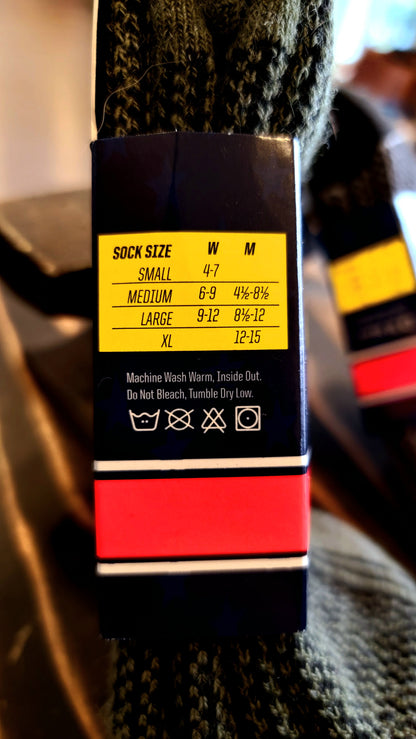 SOCK SIZE W M
SMALL 4-7
MEDIUM 6-9 4½-8½
LARGE 9-12 8½-12
XL 12-15
Machine Wash Warm, Inside Out.
Do Not Bleach, Tumble Dry Low.